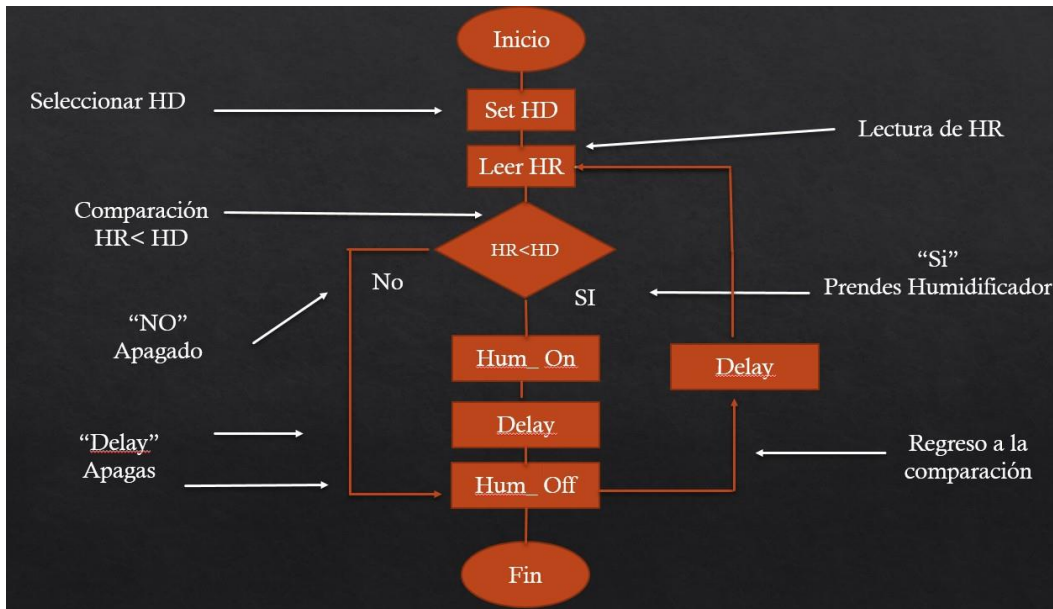 Inicio
Seleccionar HD
Set HD
Lectura de HR
Leer HR
Comparación
HR< HD
HR<HD
No
SI
“Si”
Prendes Humidificador
“NO”
Apagado
Hum_ On
Delay
Delay
“Delay”
Apagas
Regreso a la
comparación
Hum_ Off
Fin